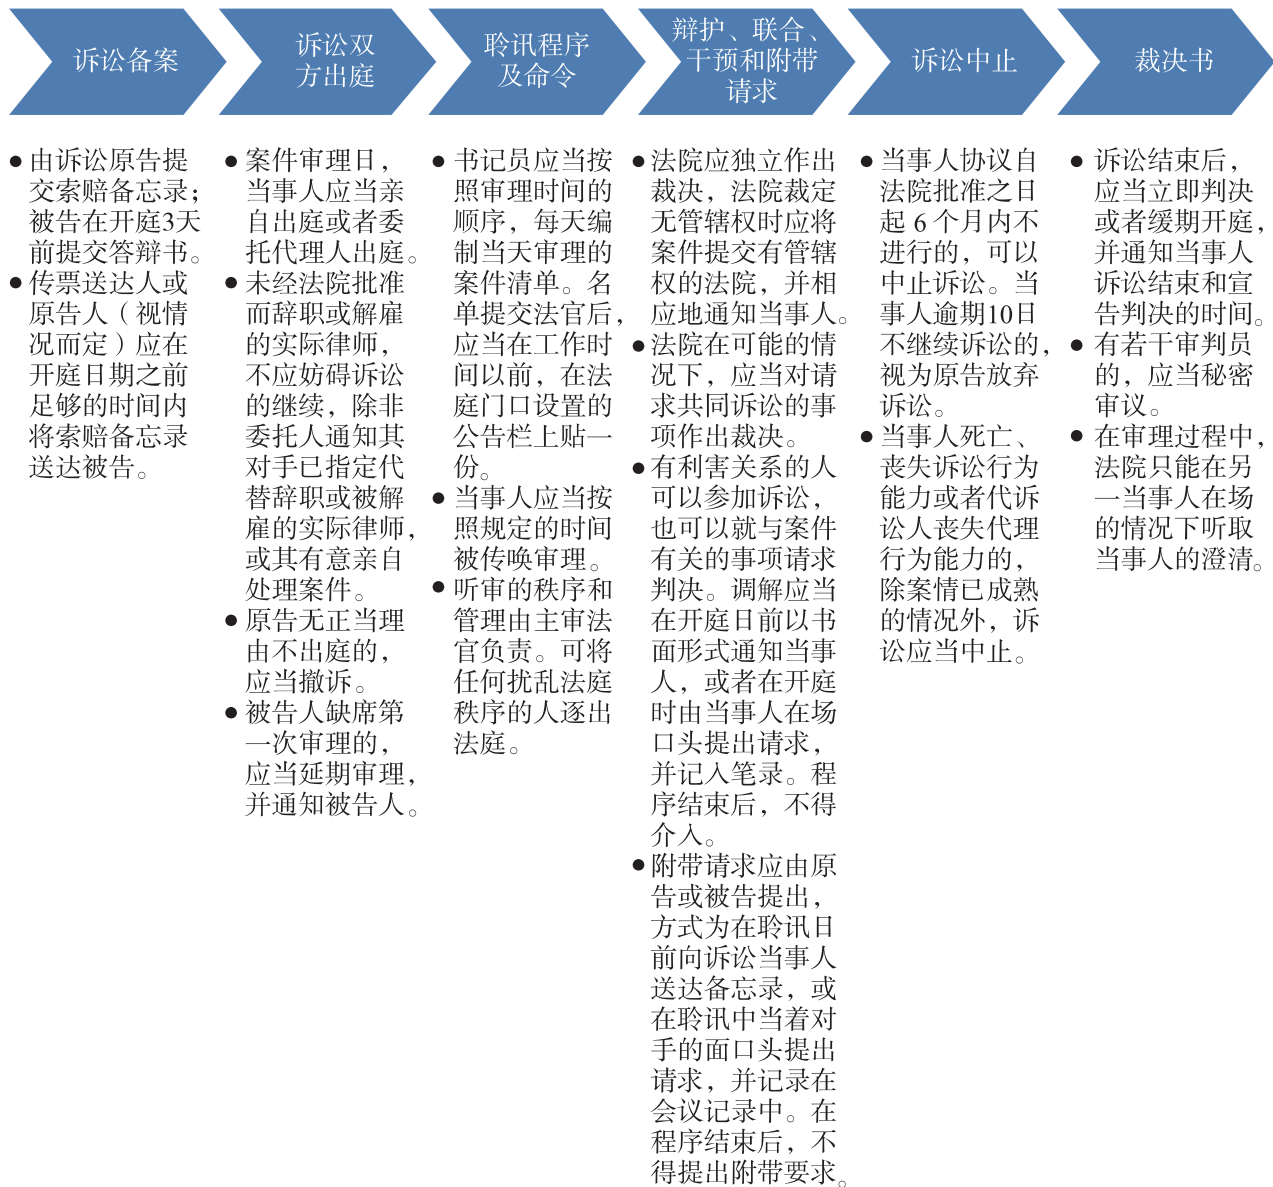 诉讼备案
诉讼双
方出庭
聆讯程序
及命令
辩护、联合、
干预和附带
请求
诉讼中止
裁决书
● 由诉讼原告提
交索赔备忘录；
被告在开庭3天
前提交答辩书。
● 传票送达人或
原告人（视情
况而定）应在
开庭日期之前
足够的时间内
将索赔备忘录
送达被告。
● 案件审理日，
当事人应当亲
自出庭或者委
托代理人出庭。
● 未经法院批准
而辞职或解雇
的实际律师，
不应妨碍诉讼
的继续，除非
委托人通知其
对手已指定代
替辞职或被解
雇的实际律师，
或其有意亲自
处理案件。
● 原告无正当理
由不出庭的，
应当撤诉。
● 被告人缺席第
一次审理的，
应当延期审理，
并通知被告人。
● 书记员应当按
照审理时间的
顺序，每天编
制当天审理的
案件清单。名
单提交法官后，
应当在工作时
间以前，在法
庭门口设置的
公告栏上贴一
份。
● 当事人应当按
照规定的时间
被传唤审理。
● 听审的秩序和
管理由主审法
官负责。可将
任何扰乱法庭
秩序的人逐出
法庭。
● 法院应独立作出
裁决，法院裁定
无管辖权时应将
案件提交有管辖
权的法院，并相
应地通知当事人。
● 法院在可能的情
况下，应当对请
求共同诉讼的事
项作出裁决。
● 有利害关系的人
可以参加诉讼，
也可以就与案件
有关的事项请求
判决。调解应当
在开庭日前以书
面形式通知当事
人，或者在开庭
时由当事人在场
口头提出请求，
并记入笔录。程
序结束后，不得
介入。
● 附带请求应由原
告或被告提出，
方式为在聆讯日
前向诉讼当事人
送达备忘录，或
在聆讯中当着对
手的面口头提出
请求，并记录在
会议记录中。在
程序结束后，不
得提出附带要求。
● 当事人协议自
法院批准之日
起 6 个月内不
进行的，可以
中止诉讼。当
事人逾期10日
不继续诉讼的，
视为原告放弃
诉讼。
● 当事人死亡、
丧失诉讼行为
能力或者代诉
讼人丧失代理
行为能力的，
除案情已成熟
的情况外，诉
讼应当中止。
● 诉讼结束后，
应当立即判决
或者缓期开庭，
并通知当事人
诉讼结束和宣
告判决的时间。
● 有若干审判员
的，应当秘密
审议。
● 在审理过程中，
法院只能在另
一当事人在场
的情况下听取
当事人的澄清。